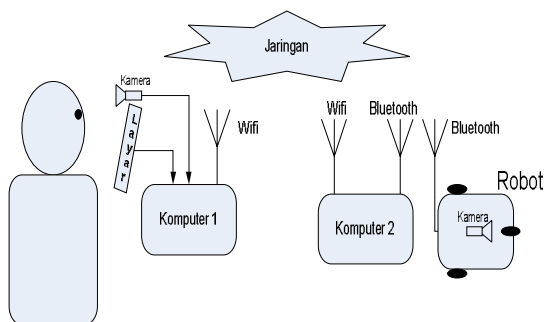 Jaringan
Kamera
Layar
Wifi
Wifi
Bluetooth
Bluetooth
Robot
Kamera
Komputer 1
Komputer 2